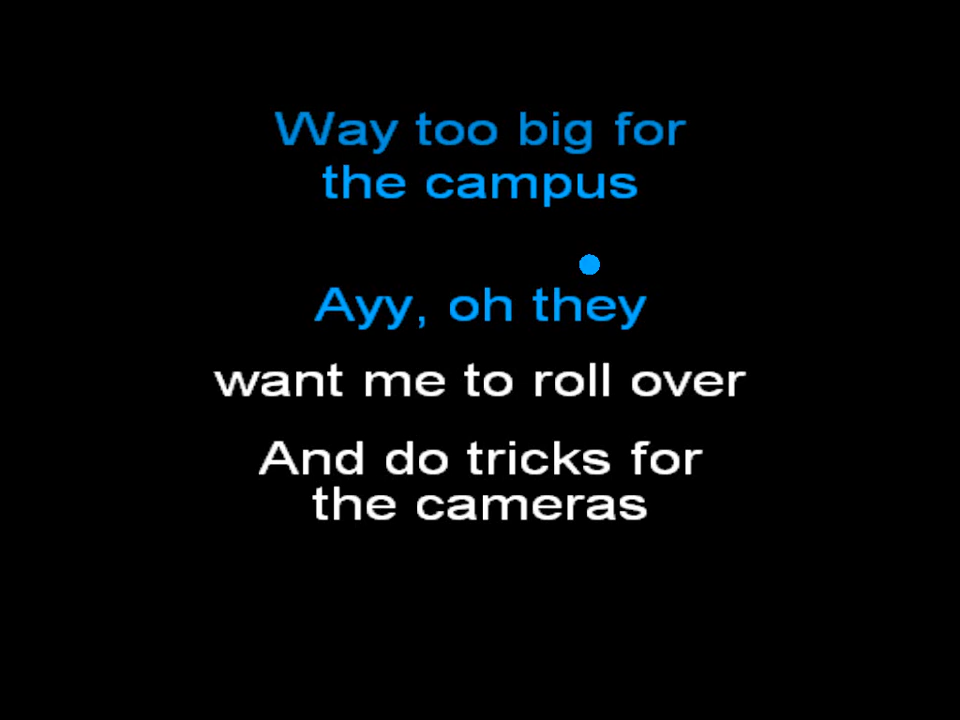 Way too big for
the campus
Ayy, oh they
want me to roll over
And do tricks for
the cameras